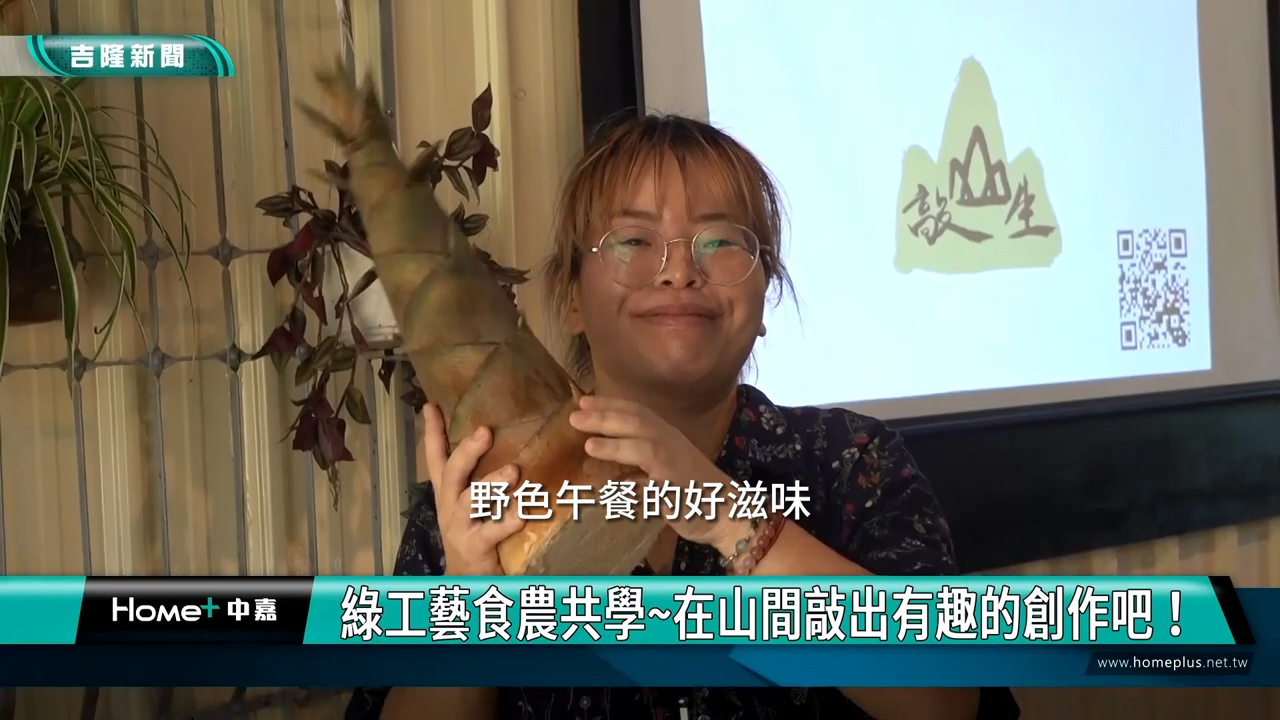 吉隆新聞
敲山生
野色午餐的好滋味
Home+中嘉
綠工藝食農共學~在山間敲出有趣的創作吧！
www.homeplus.net.tw